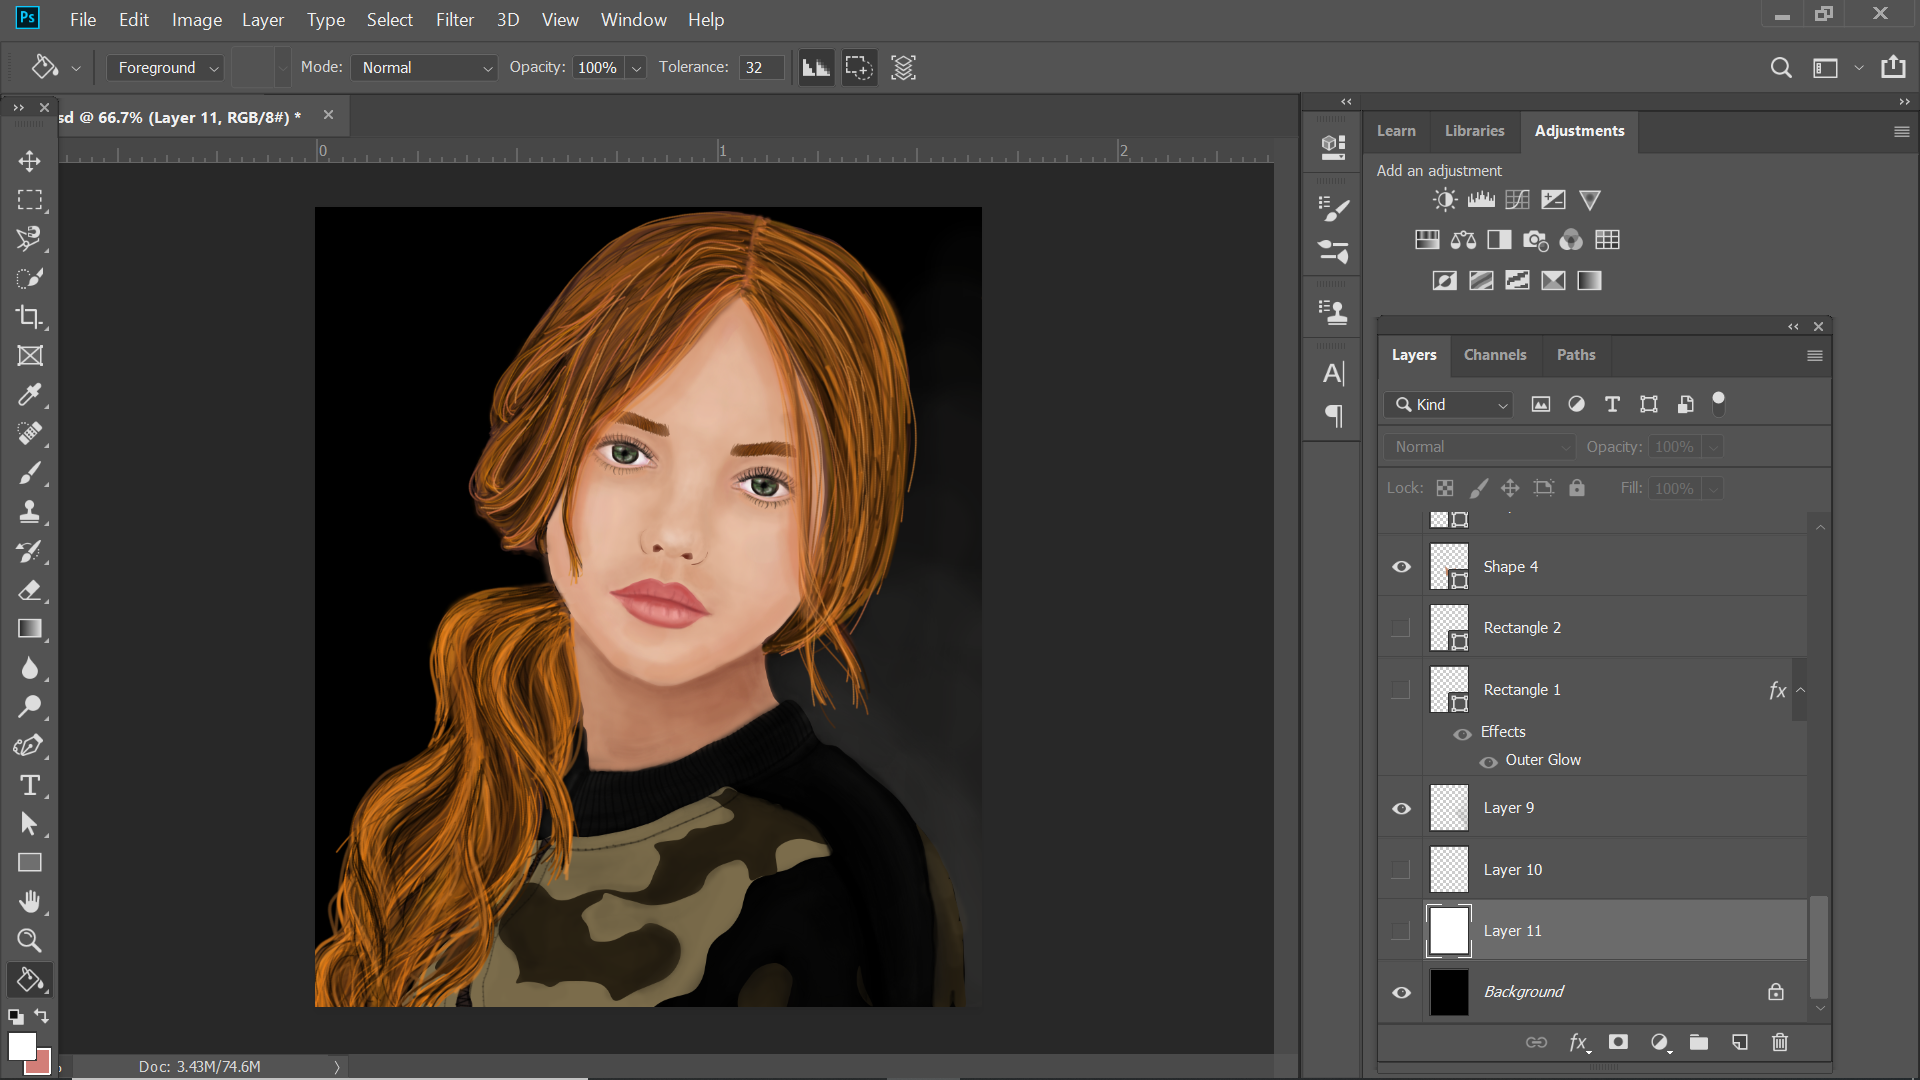 Ps File Edit Image Layer Type Select Filter 3D View Window Help
Foreground Mode: Normal Opacity: 100% Tolerance: 32
sd @ 66.7% (Layer 11, RGB/8#) *
0 1 2
Learn Libraries Adjustments
Add an adjustment
Layers Channels Paths
Kind
Normal Opacity: 100%
Lock: Fill: 100%
Shape 4
Rectangle 2
Rectangle 1 fx
Effects
Outer Glow
Layer 9
Layer 10
Layer 11
Background
fx
Doc: 3.43M/74.6M